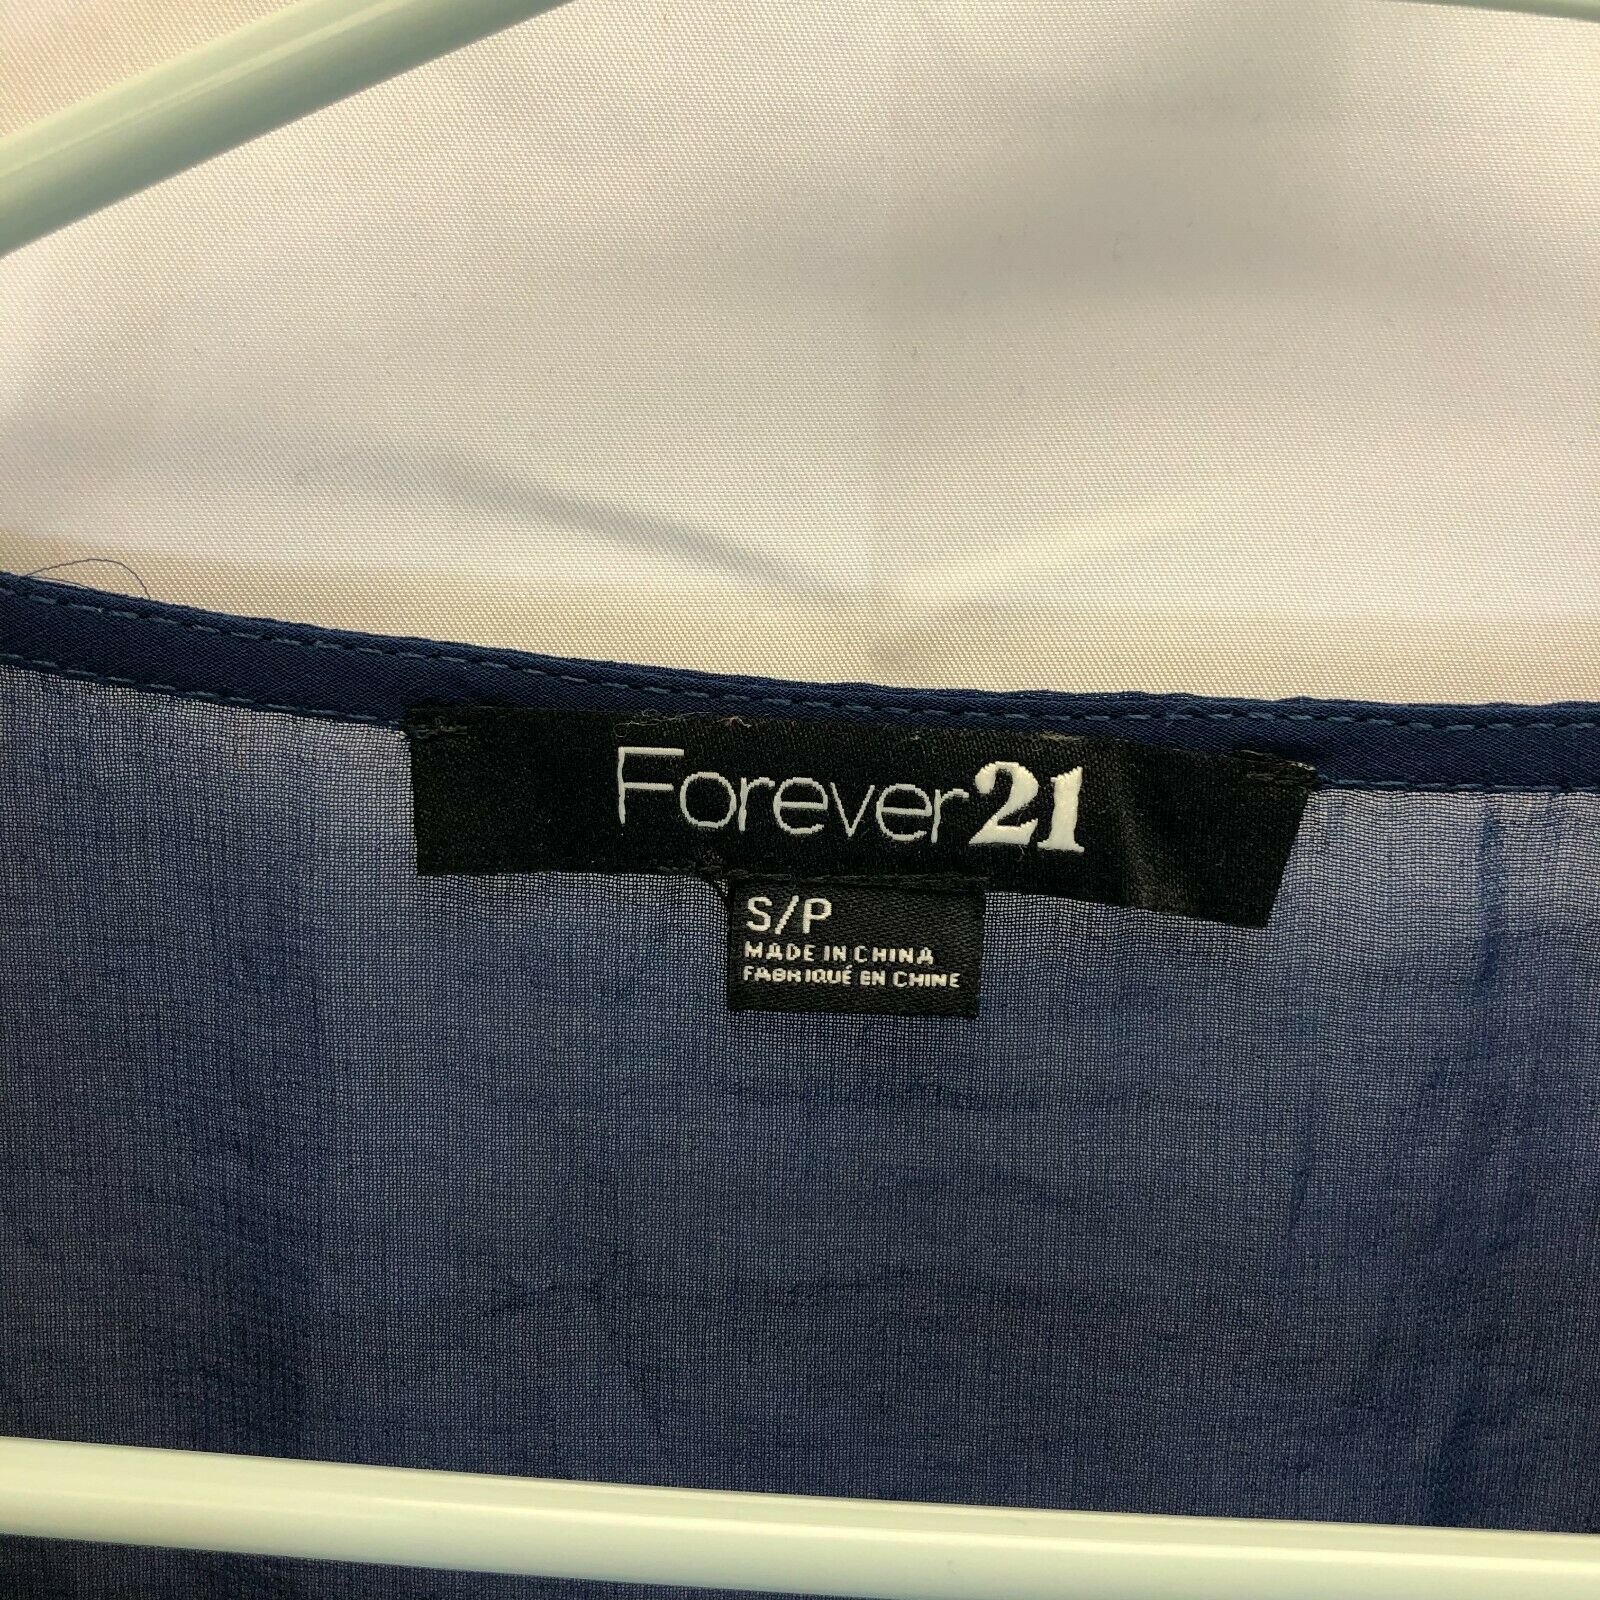 Forever21
S/P
MADE IN CHINA
FABRIQUÉ EN CHINE